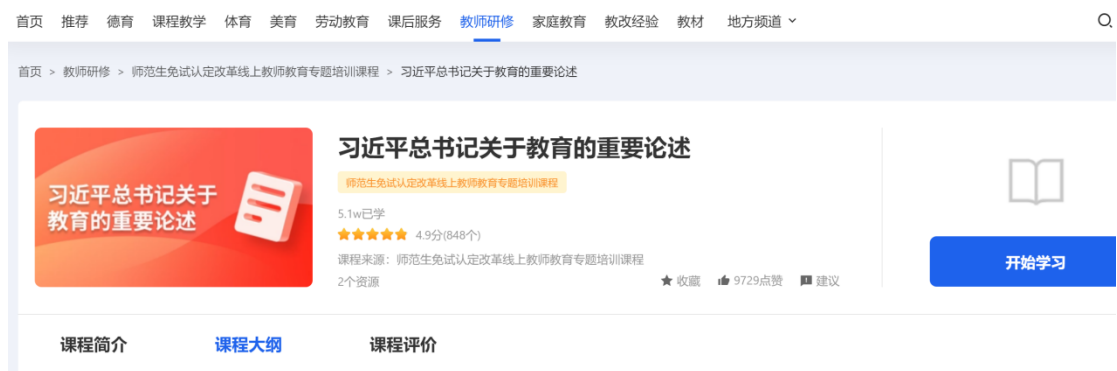 首页 推荐 德育 课程教学 体育 美育 劳动教育 课后服务 教师研修 家庭教育 教改经验 教材 地方频道
首页 > 教师研修 > 师范生免试认定改革线上教师教育专题培训课程 > 习近平总书记关于教育的重要论述
习近平总书记关于
教育的重要论述
习近平总书记关于教育的重要论述
师范生免试认定改革线上教师教育专题培训课程
5.1w已学
4.9分(848个)
课程来源：师范生免试认定改革线上教师教育专题培训课程
2个资源 收藏 9729点赞 建议
开始学习
课程简介 课程大纲 课程评价